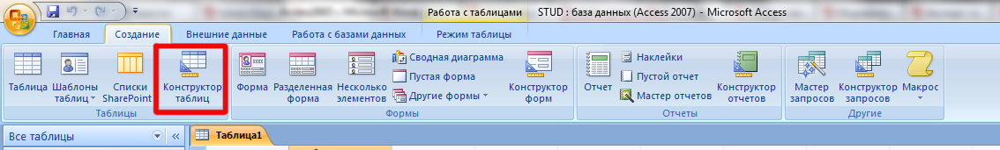 Работа с таблицами STUD : база данных (Access 2007) - Microsoft Access
Главная Создание Внешние данные Работа с базами данных Режим таблицы
Таблица
Шаблоны
таблиц
Списки
SharePoint
Конструктор
таблиц
Таблицы
Форма
Разделенная
форма
Несколько
элементов
Сводная диаграмма
Пустая форма
Другие формы
Конструктор
форм
Формы
Отчет
Наклейки
Пустой отчет
Мастер отчетов
Конструктор
отчетов
Отчеты
Мастер
запросов
Конструктор
запросов
Макрос
Другие
Все таблицы
Таблица1